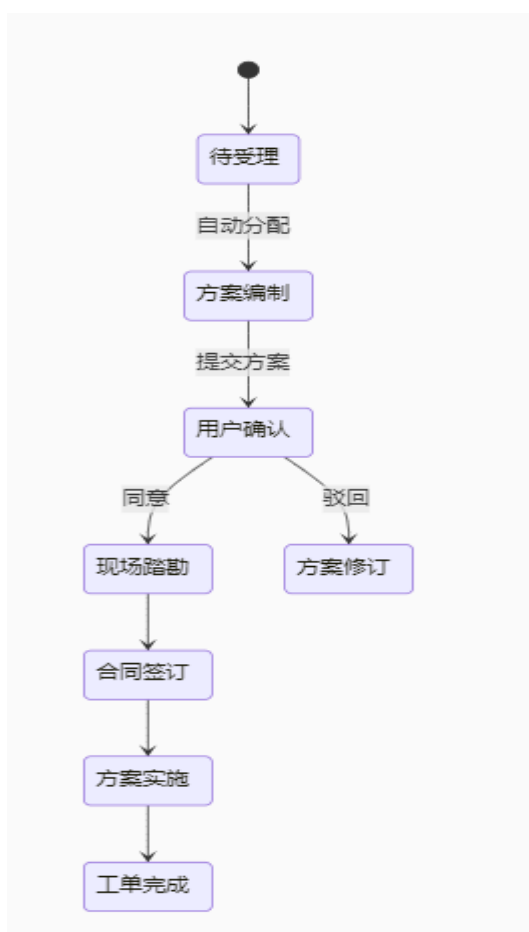 待受理
自动分配
方案编制
提交方案
用户确认
同意
驳回
现场踏勘
方案修订
合同签订
方案实施
工单完成